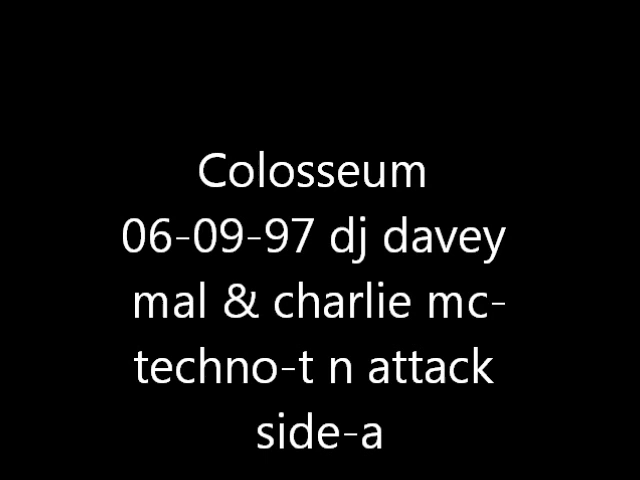 Colosseum
06-09-97 dj davey
mal & charlie mc-
techno-t n attack
side-a